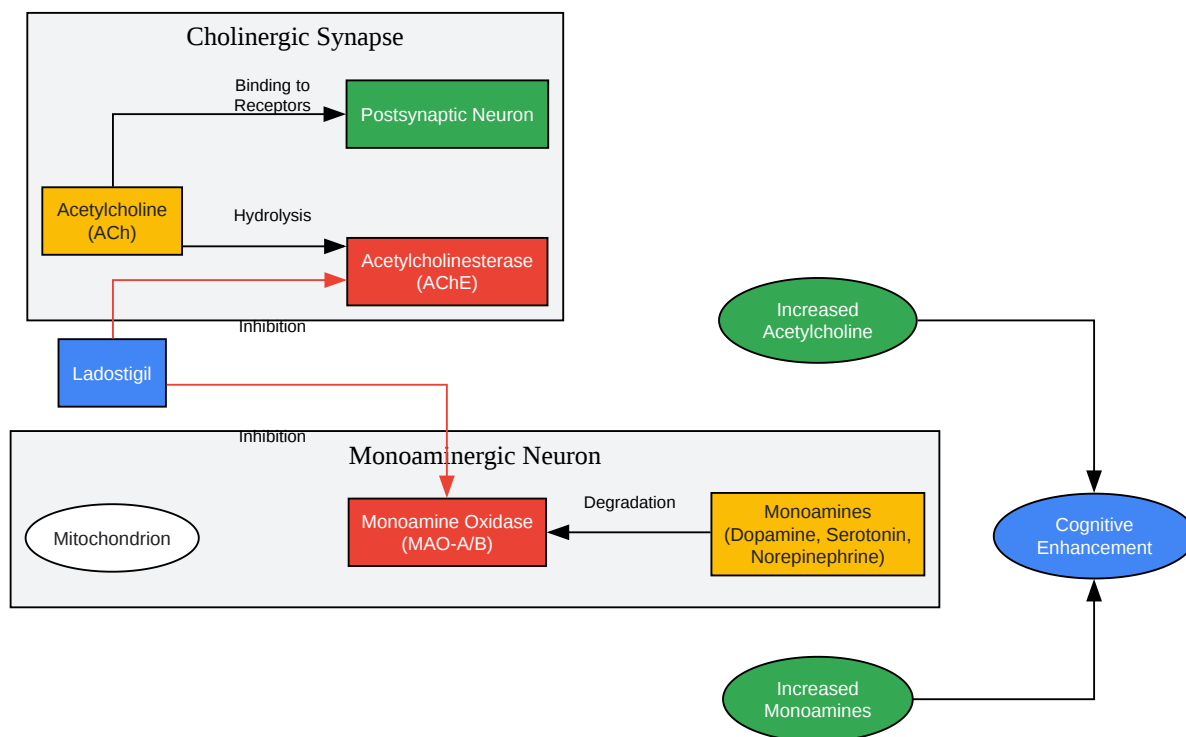 Cholinergic Synapse
Binding to
Receptors
Postsynaptic Neuron
Acetylcholine
(ACh)
Hydrolysis
Acetylcholinesterase
(AChE)
Inhibition
Ladostigil
Increased
Acetylcholine
Inhibition
Monoaminergic Neuron
Mitochondrion
Monoamine Oxidase
(MAO-A/B)
Degradation
Monoamines
(Dopamine, Serotonin,
Norepinephrine)
Cognitive
Enhancement
Increased
Monoamines